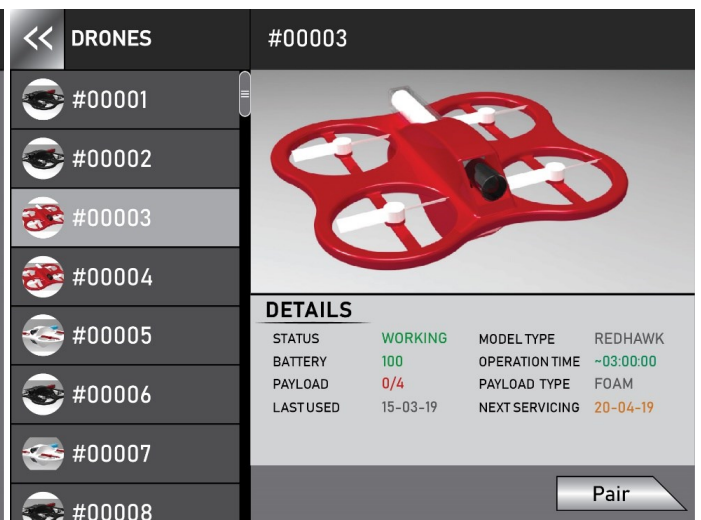 DRONES
#00001
#00002
#00003
#00004
#00005
#00006
#00007
#00008
#00003
DETAILS
STATUS WORKING MODEL TYPE REDHAWK
BATTERY 100 OPERATION TIME ~03:00:00
PAYLOAD 0/4 PAYLOAD TYPE FOAM
LAST USED 15-03-19 NEXT SERVICING 20-04-19
Pair